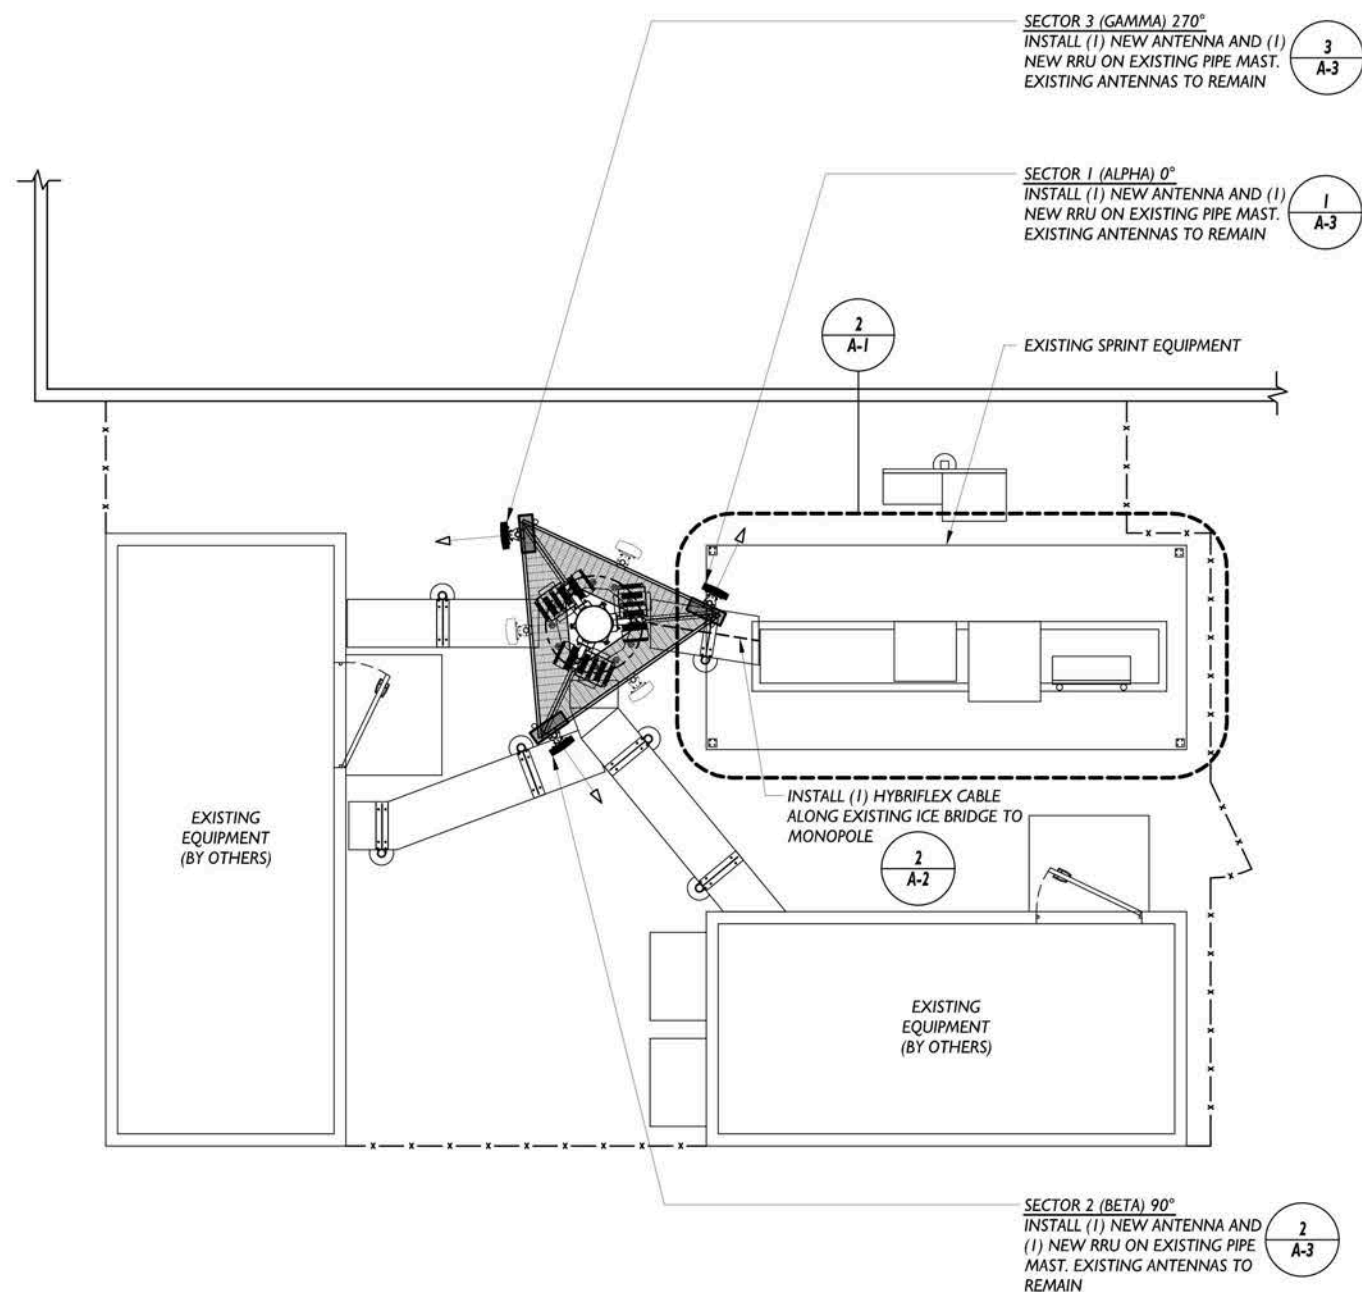 SECTOR 3 (GAMMA) 270°
INSTALL (1) NEW ANTENNA AND (1)
NEW RRU ON EXISTING PIPE MAST.
EXISTING ANTENNAS TO REMAIN
3
A-3
SECTOR 1 (ALPHA) 0°
INSTALL (1) NEW ANTENNA AND (1)
NEW RRU ON EXISTING PIPE MAST.
EXISTING ANTENNAS TO REMAIN
1
A-3
2
A-1
EXISTING SPRINT EQUIPMENT
INSTALL (1) HYBRIFLEX CABLE
ALONG EXISTING ICE BRIDGE TO
MONOPOLE
2
A-2
EXISTING
EQUIPMENT
(BY OTHERS)
EXISTING
EQUIPMENT
(BY OTHERS)
SECTOR 2 (BETA) 90°
INSTALL (1) NEW ANTENNA AND
(1) NEW RRU ON EXISTING PIPE
MAST. EXISTING ANTENNAS TO
REMAIN
2
A-3